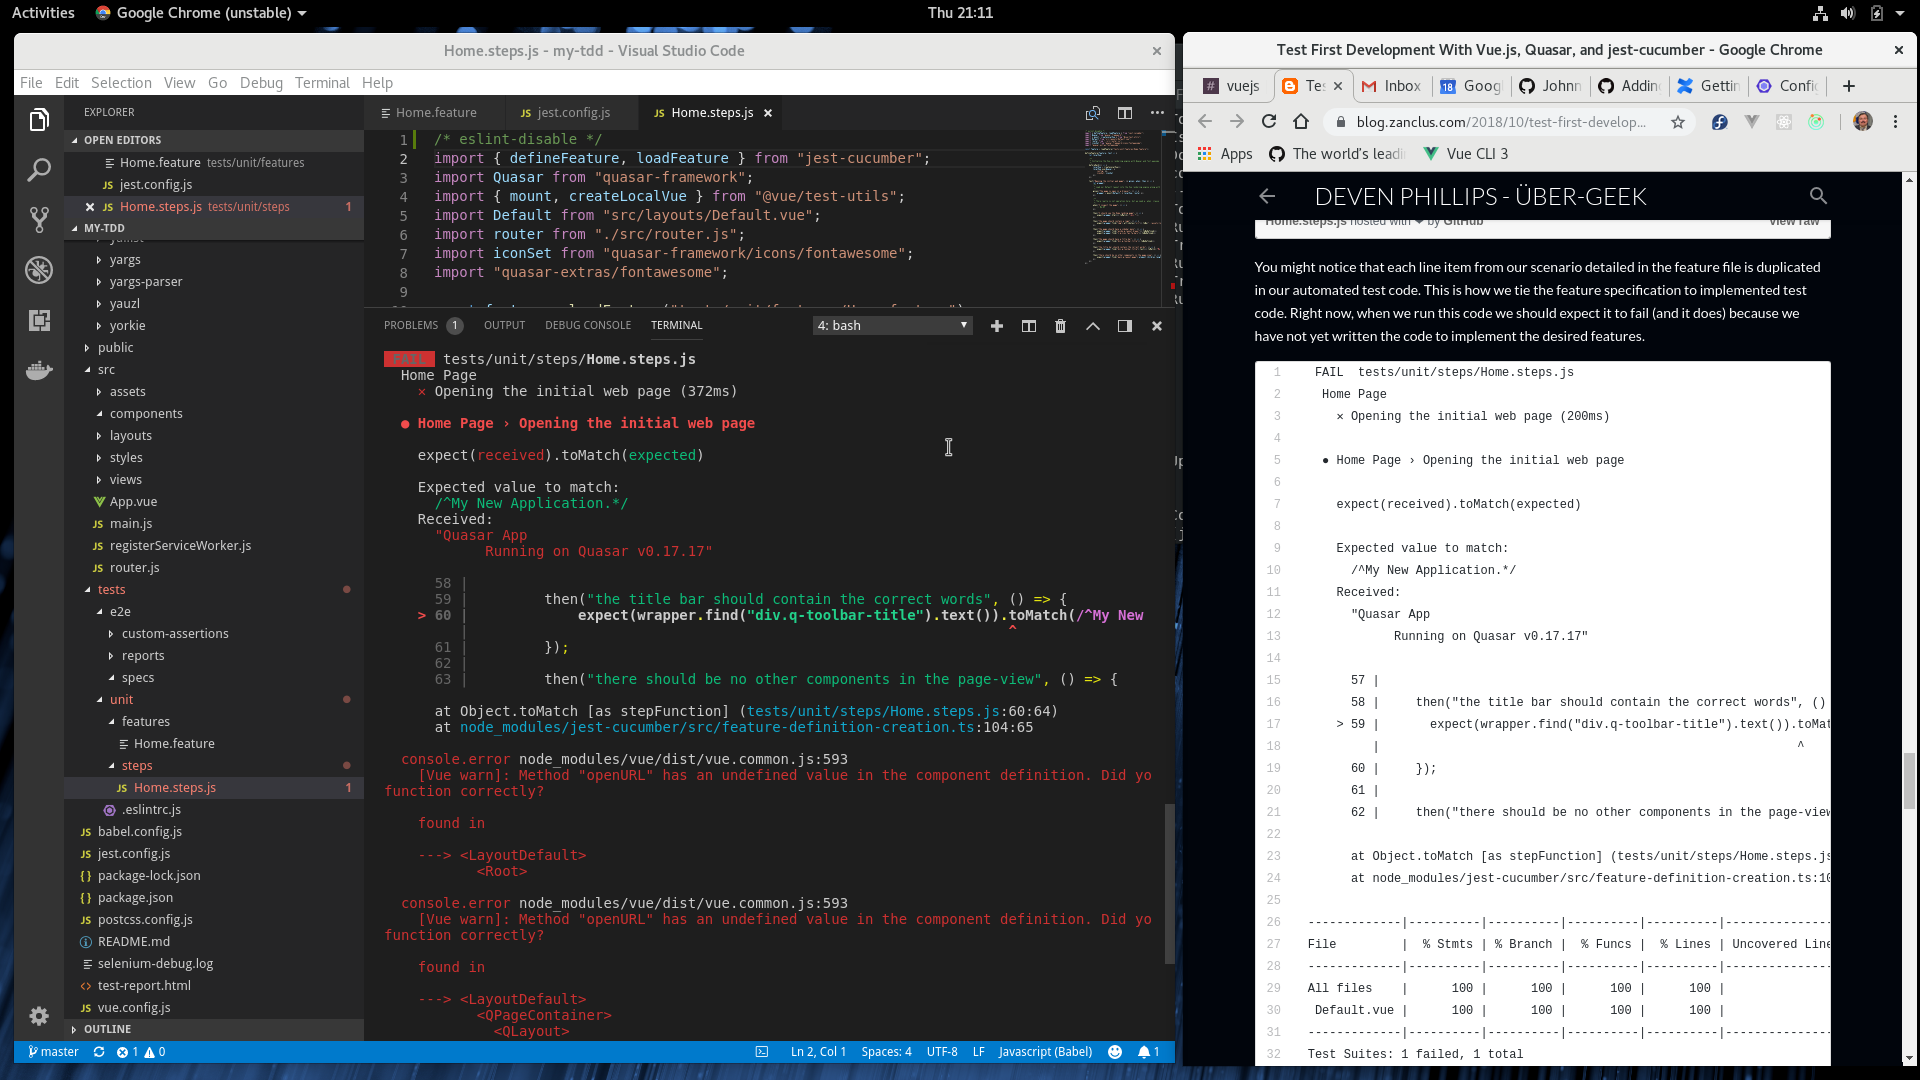 Activities
Google Chrome (unstable)
Thu 21:11
Home.steps.js - my-tdd - Visual Studio Code
File Edit Selection View Go Debug Terminal Help
EXPLORER
OPEN EDITORS
Home.feature tests/unit/features
jest.config.js
Home.steps.js tests/unit/steps 1
MY-TDD
yargs
yargs-parser
yauzl
yorkie
public
src
assets
components
layouts
styles
views
App.vue
JS main.js
JS registerServiceWorker.js
JS router.js
tests
e2e
custom-assertions
reports
specs
unit
features
Home.feature
steps
JS Home.steps.js 1
.eslintrc.js
JS babel.config.js
JS jest.config.js
{} package-lock.json
{} package.json
JS postcss.config.js
README.md
selenium-debug.log
<> test-report.html
JS vue.config.js
OUTLINE
master
1 0
Home.feature
JS jest.config.js
JS Home.steps.js
1 /* eslint-disable */
2 import { defineFeature, loadFeature } from "jest-cucumber";
3 import Quasar from "quasar-framework";
4 import { mount, createLocalVue } from "@vue/test-utils";
5 import Default from "src/layouts/Default.vue";
6 import router from "./src/router.js";
7 import iconSet from "quasar-framework/icons/fontawesome";
8 import "quasar-extras/fontawesome";
9
PROBLEMS 1 OUTPUT DEBUG CONSOLE TERMINAL
4: bash
FAIL tests/unit/steps/Home.steps.js
Home Page
× Opening the initial web page (372ms)
● Home Page › Opening the initial web page
expect(received).toMatch(expected)
Expected value to match:
/^My New Application.*/
Received:
"Quasar App
Running on Quasar v0.17.17"
58 |
59 | then("the title bar should contain the correct words", () => {
> 60 | expect(wrapper.find("div.q-toolbar-title").text()).toMatch(/^My New
| ^
61 | });
62 |
63 | then("there should be no other components in the page-view", () => {
at Object.toMatch [as stepFunction] (tests/unit/steps/Home.steps.js:60:64)
at node_modules/jest-cucumber/src/feature-definition-creation.ts:104:65
console.error node_modules/vue/dist/vue.common.js:593
[Vue warn]: Method "openURL" has an undefined value in the component definition. Did yo
function correctly?
found in
---> <LayoutDefault>
<Root>
console.error node_modules/vue/dist/vue.common.js:593
[Vue warn]: Method "openURL" has an undefined value in the component definition. Did yo
function correctly?
found in
---> <LayoutDefault>
<QPageContainer>
<QLayout>
Ln 2, Col 1 Spaces: 4 UTF-8 LF Javascript (Babel) 1
Test First Development With Vue.js, Quasar, and jest-cucumber - Google Chrome
vuejs
Tes
Inbox
18 Goog
Johnn
Adding
Gettin
Config
blog.zanclus.com/2018/10/test-first-develop...
Apps
The world's leadi
Vue CLI 3
DEVEN PHILLIPS - ÜBER-GEEK
Home.steps.js hosted with ❤ by GitHub view raw
You might notice that each line item from our scenario detailed in the feature file is duplicated
in our automated test code. This is how we tie the feature specification to implemented test
code. Right now, when we run this code we should expect it to fail (and it does) because we
have not yet written the code to implement the desired features.
1 FAIL tests/unit/steps/Home.steps.js
2 Home Page
3 × Opening the initial web page (200ms)
4
5 ● Home Page › Opening the initial web page
6
7 expect(received).toMatch(expected)
8
9 Expected value to match:
10 /^My New Application.*/
11 Received:
12 "Quasar App
13 Running on Quasar v0.17.17"
14
15 57 |
16 58 | then("the title bar should contain the correct words", ()
17 > 59 | expect(wrapper.find("div.q-toolbar-title").text()).toMat
18 | ^
19 60 | });
20 61 |
21 62 | then("there should be no other components in the page-view
22
23 at Object.toMatch [as stepFunction] (tests/unit/steps/Home.steps.js
24 at node_modules/jest-cucumber/src/feature-definition-creation.ts:10
25
26 -------------|----------|----------|----------|----------|---------------
27 File | % Stmts | % Branch | % Funcs | % Lines | Uncovered Line
28 -------------|----------|----------|----------|----------|---------------
29 All files | 100 | 100 | 100 | 100 |
30 Default.vue | 100 | 100 | 100 | 100 |
31 -------------|----------|----------|----------|----------|---------------
32 Test Suites: 1 failed, 1 total